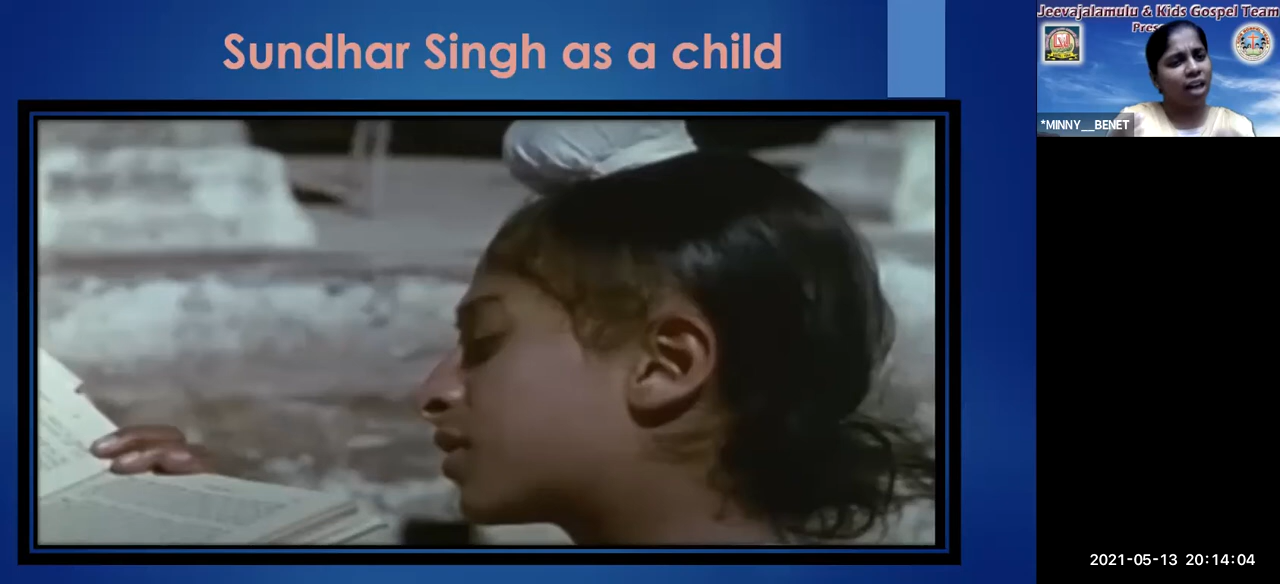 Sundhar Singh as a child
Jeevajalamulu & Kids Gospel Team
*MINNY__BENET
2021-05-13 20:14:04